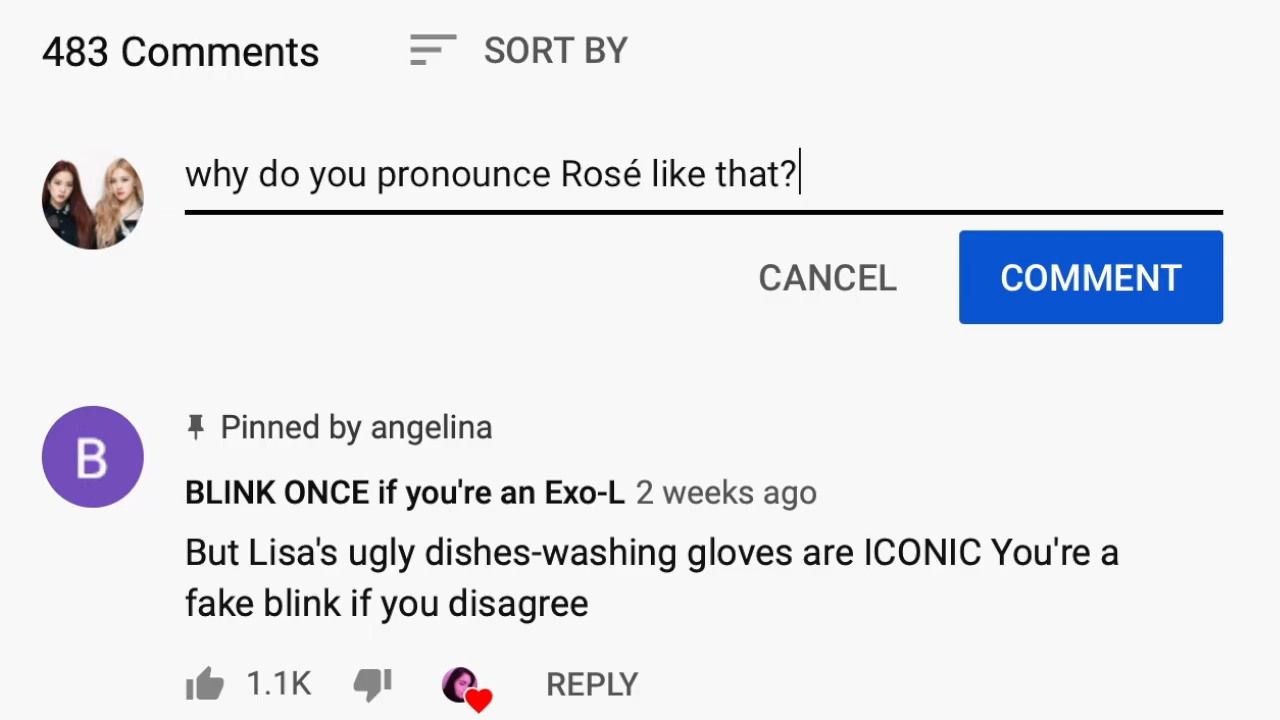 483 Comments SORT BY
why do you pronounce Rosé like that?
CANCEL COMMENT
B
Pinned by angelina
BLINK ONCE if you're an Exo-L 2 weeks ago
But Lisa's ugly dishes-washing gloves are ICONIC You're a
fake blink if you disagree
1.1K REPLY